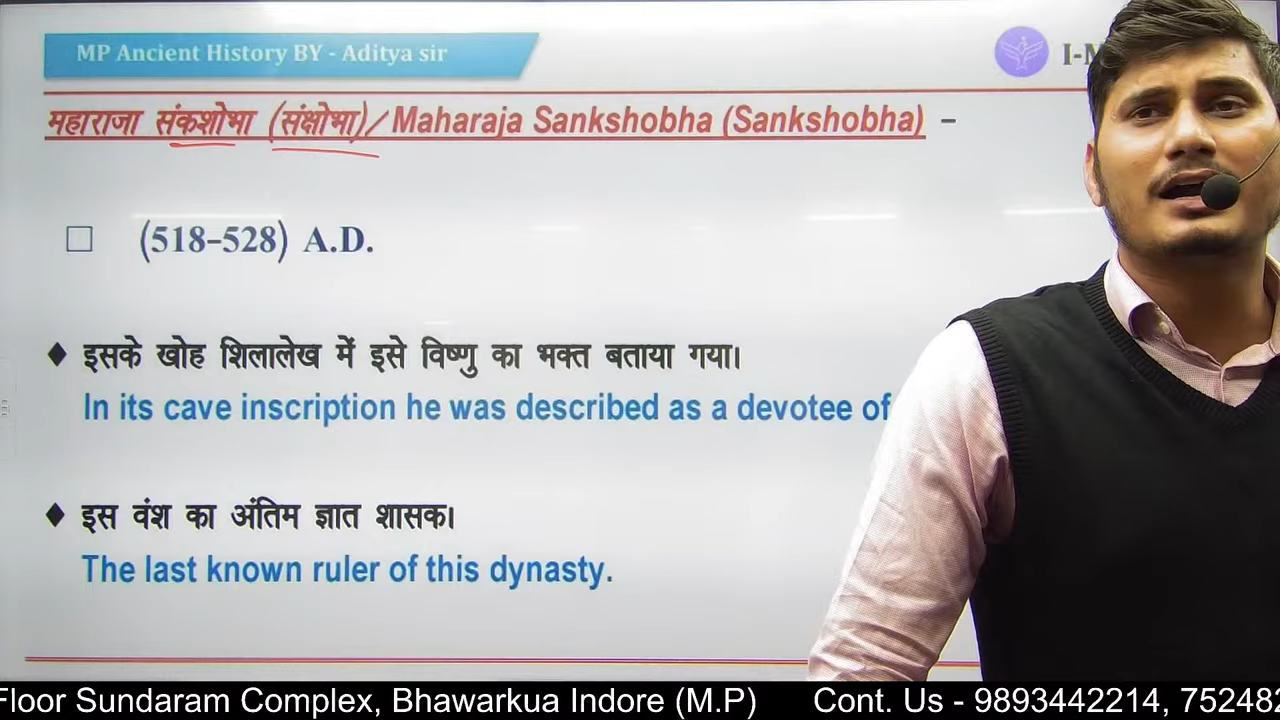 MP Ancient History BY - Aditya sir
महाराजा संकशोभा (संक्षोभा)/Maharaja Sankshobha (Sankshobha) –
(518-528) A.D.
इसके खोह शिलालेख में इसे विष्णु का भक्त बताया गया।
In its cave inscription he was described as a devotee of
इस वंश का अंतिम ज्ञात शासक।
The last known ruler of this dynasty.
Floor Sundaram Complex, Bhawarkua Indore (M.P) Cont. Us - 9893442214,